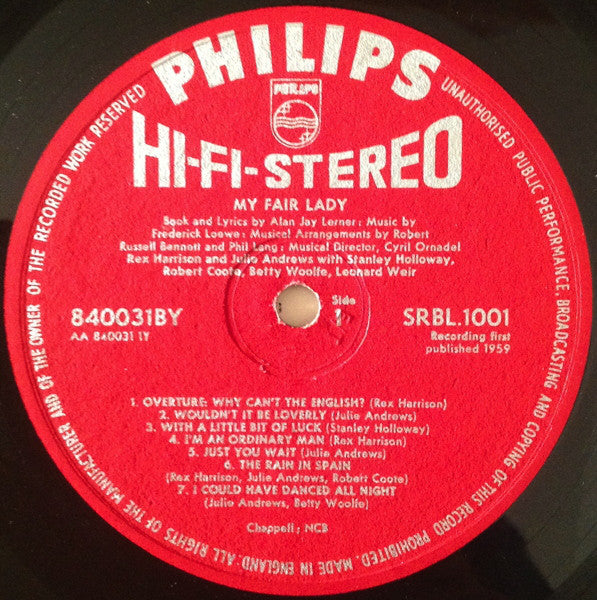 PHILIPS
PHILIPS
HI-FI-STEREO
MY FAIR LADY
Book and Lyrics by Alan Jay Lerner: Music by
Frederick Loewe: Musical Arrangements by Robert
Russell Bennett and Phil Lang: Musical Director, Cyril Ornadel
Rex Harrison and Julie Andrews with Stanley Holloway,
Robert Coote, Betty Woolfe, Leonard Weir
Side
1
840031BY
AA 840031 1Y
SRBL.1001
Recording first
published 1959
1. OVERTURE: WHY CAN'T THE ENGLISH? (Rex Harrison)
2. WOULDN'T IT BE LOVERLY (Julie Andrews)
3. WITH A LITTLE BIT OF LUCK (Stanley Holloway)
4. I'M AN ORDINARY MAN (Rex Harrison)
5. JUST YOU WAIT (Julie Andrews)
6. THE RAIN IN SPAIN
(Rex Harrison, Julie Andrews, Robert Coote)
7. I COULD HAVE DANCED ALL NIGHT
(Julie Andrews, Betty Woolfe)
Chappell; NCB
MADE IN ENGLAND. ALL RIGHTS OF THE MANUFACTURER AND OF THE OWNER OF THE RECORDED WORK RESERVED
UNAUTHORISED PUBLIC PERFORMANCE, BROADCASTING AND COPYING OF THIS RECORD PROHIBITED.